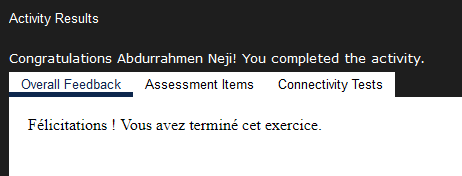 Activity Results
Congratulations Abdurrahmen Neji! You completed the activity.
Overall Feedback Assessment Items Connectivity Tests
Félicitations ! Vous avez terminé cet exercice.